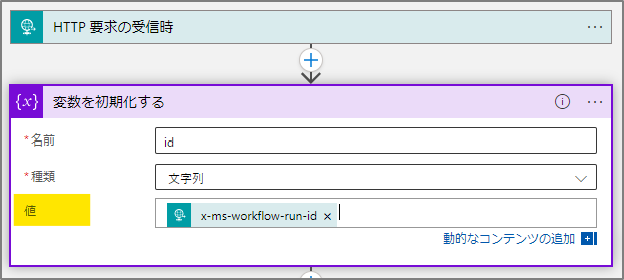 HTTP 要求の受信時
{x} 変数を初期化する
*名前 id
*種類 文字列
値 x-ms-workflow-run-id ×
動的なコンテンツの追加